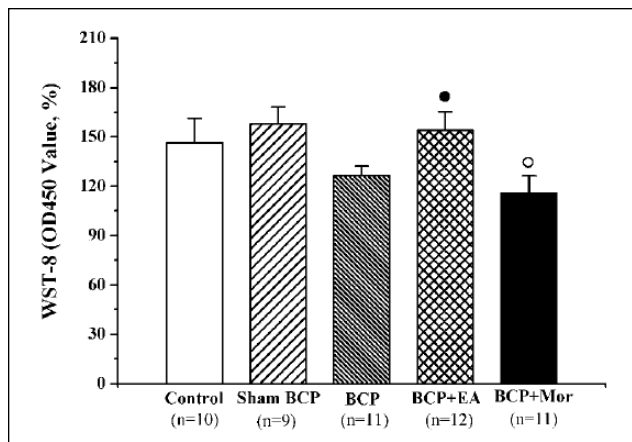 WST-8 (OD450 Value, %)
210
180
150
120
90
60
30
0
Control Sham BCP BCP BCP+EA BCP+Mor
(n=10) (n=9) (n=11) (n=12) (n=11)